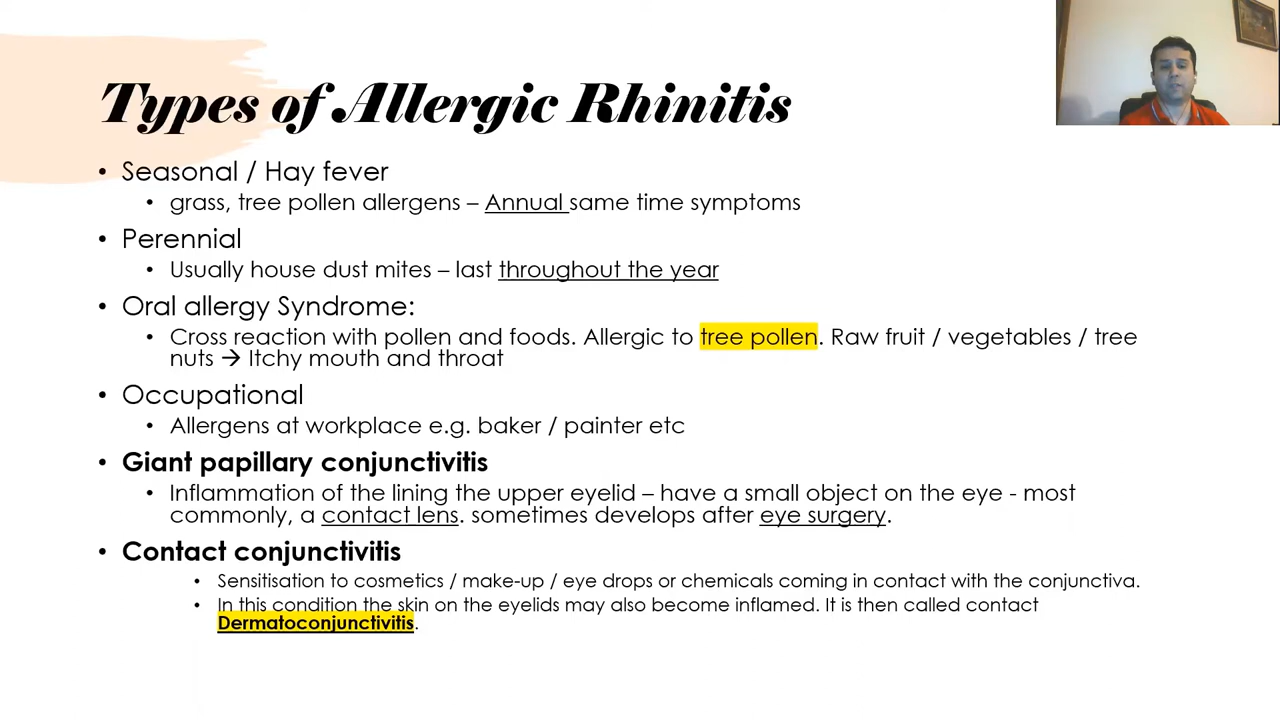 Types of Allergic Rhinitis
• Seasonal / Hay fever
• grass, tree pollen allergens – Annual same time symptoms
• Perennial
• Usually house dust mites – last throughout the year
• Oral allergy Syndrome:
• Cross reaction with pollen and foods. Allergic to tree pollen. Raw fruit / vegetables / tree
nuts → Itchy mouth and throat
• Occupational
• Allergens at workplace e.g. baker / painter etc
• Giant papillary conjunctivitis
• Inflammation of the lining the upper eyelid – have a small object on the eye - most
commonly, a contact lens. sometimes develops after eye surgery.
• Contact conjunctivitis
• Sensitisation to cosmetics / make-up / eye drops or chemicals coming in contact with the conjunctiva.
• In this condition the skin on the eyelids may also become inflamed. It is then called contact
Dermatoconjunctivitis.